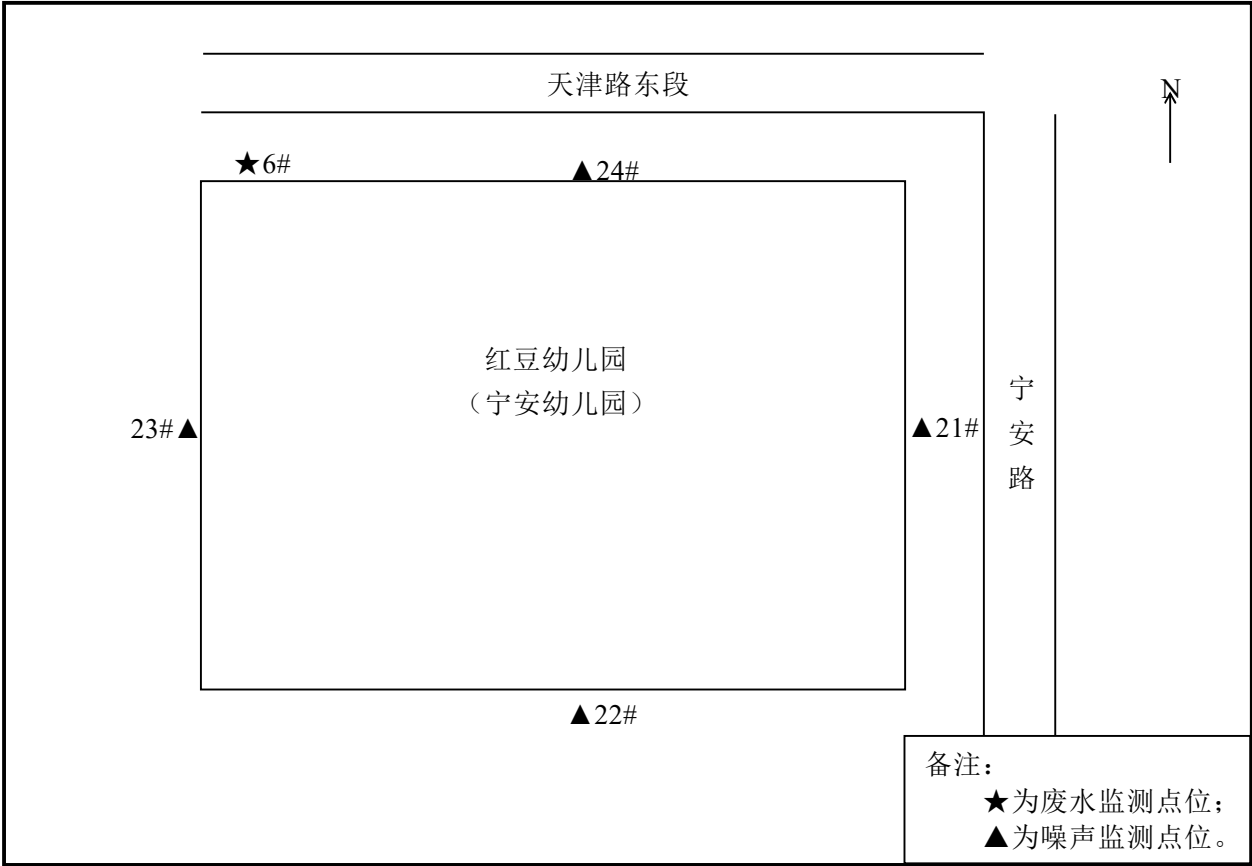 天津路东段
N
★6#
▲24#
红豆幼儿园
（宁安幼儿园）
23#▲
▲21#
宁
安
路
▲22#
备注：
★为废水监测点位；
▲为噪声监测点位。